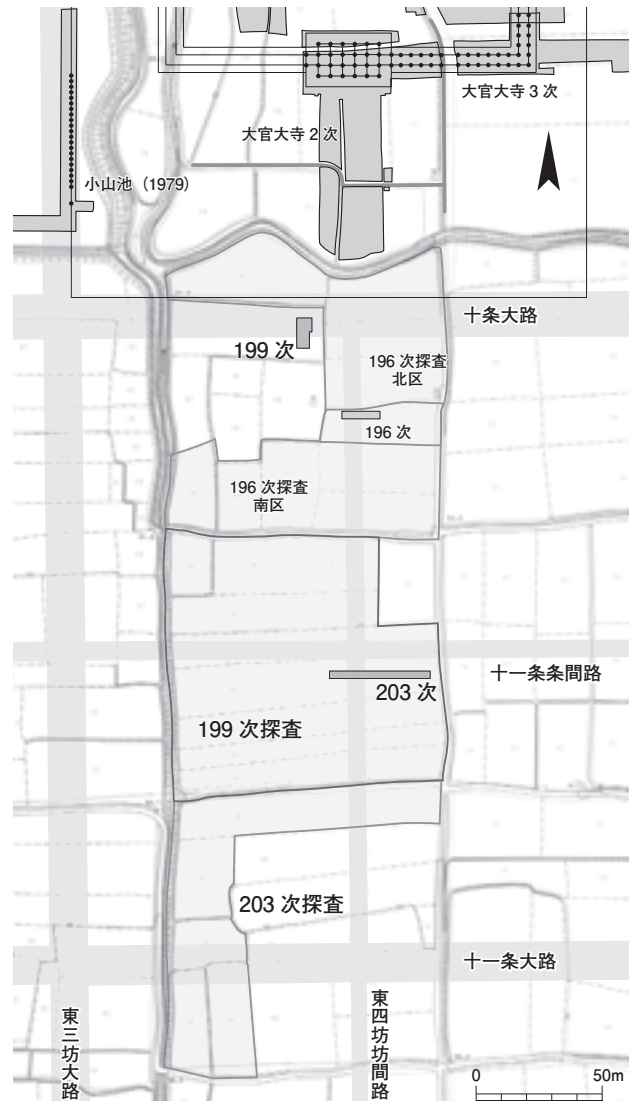 大官大寺 3 次
大官大寺 2 次
小山池（1979）
十条大路
199 次
196 次探査
北区
196 次
196 次探査
南区
十一条条間路
203 次
199 次探査
203 次探査
十一条大路
東三坊大路
東四坊坊間路
0
50m